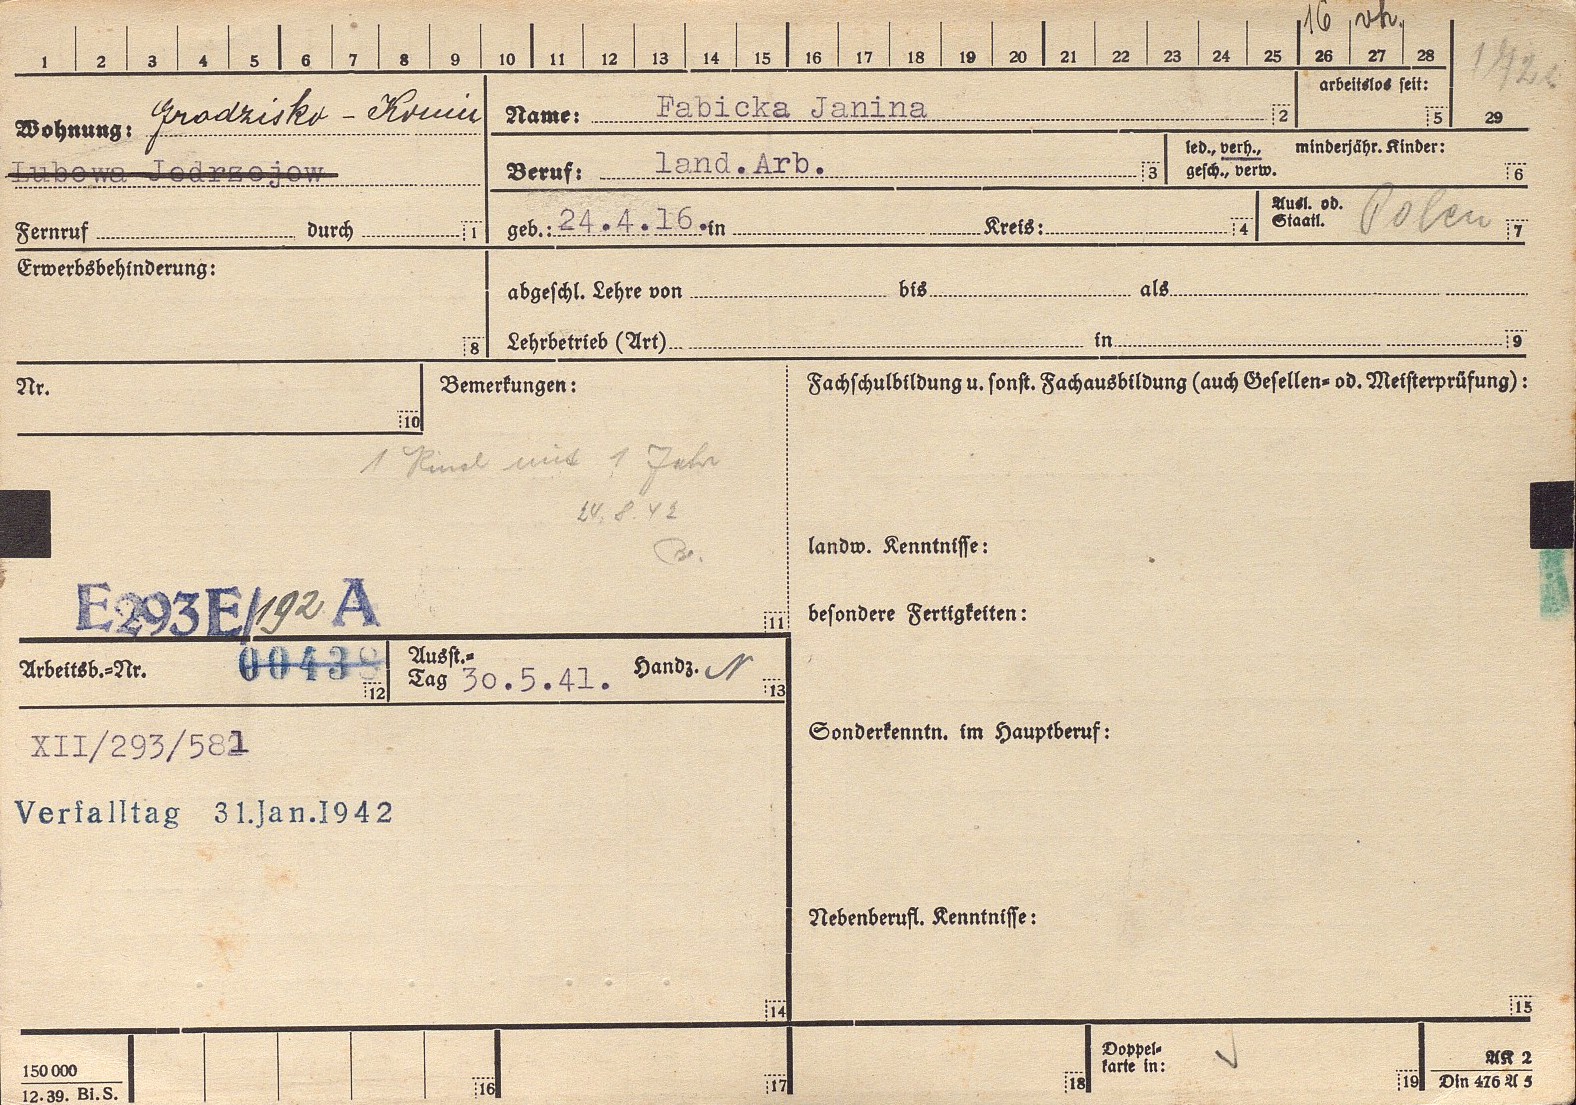 16 vh.
1 2 3 4 5 6 7 8 9 10 11 12 13 14 15 16 17 18 19 20 21 22 23 24 25 26 27 28 29
Wohnung: Grodzisko - Konin
Lubowa Jedrzejow
Fernruf durch 1
Name: Fabicka Janina 2
arbeitslos seit: 5
Beruf: land.Arb. 3
led., verh., minderjähr. Kinder:
gesch., verw. 6
geb.: 24.4.16. in Kreis: 4
Ausl. od.
Staatl. Polen 7
Erwerbsbehinderung: 8
abgeschl. Lehre von bis als
Lehrbetrieb (Art) in 9
Nr. 10
Bemerkungen:
1 Kind mit 1 Jahr
24.8.42
11
E293E/192 A
Fachschulbildung u. sonst. Fachausbildung (auch Gesellen- od. Meisterprüfung):
landw. Kenntnisse:
besondere Fertigkeiten:
Arbeitsb.-Nr. 00438 12
Ausst.-
Tag 30.5.41. Handz. N 13
XII/293/581
Verfalltag 31.Jan.1942
14
Sonderkenntn. im Hauptberuf:
Nebenberufl. Kenntnisse:
15
150 000
12.39. Bi.S.
16 17 18
Doppel-
karte in: 19
AK 2
Din 476 A 5